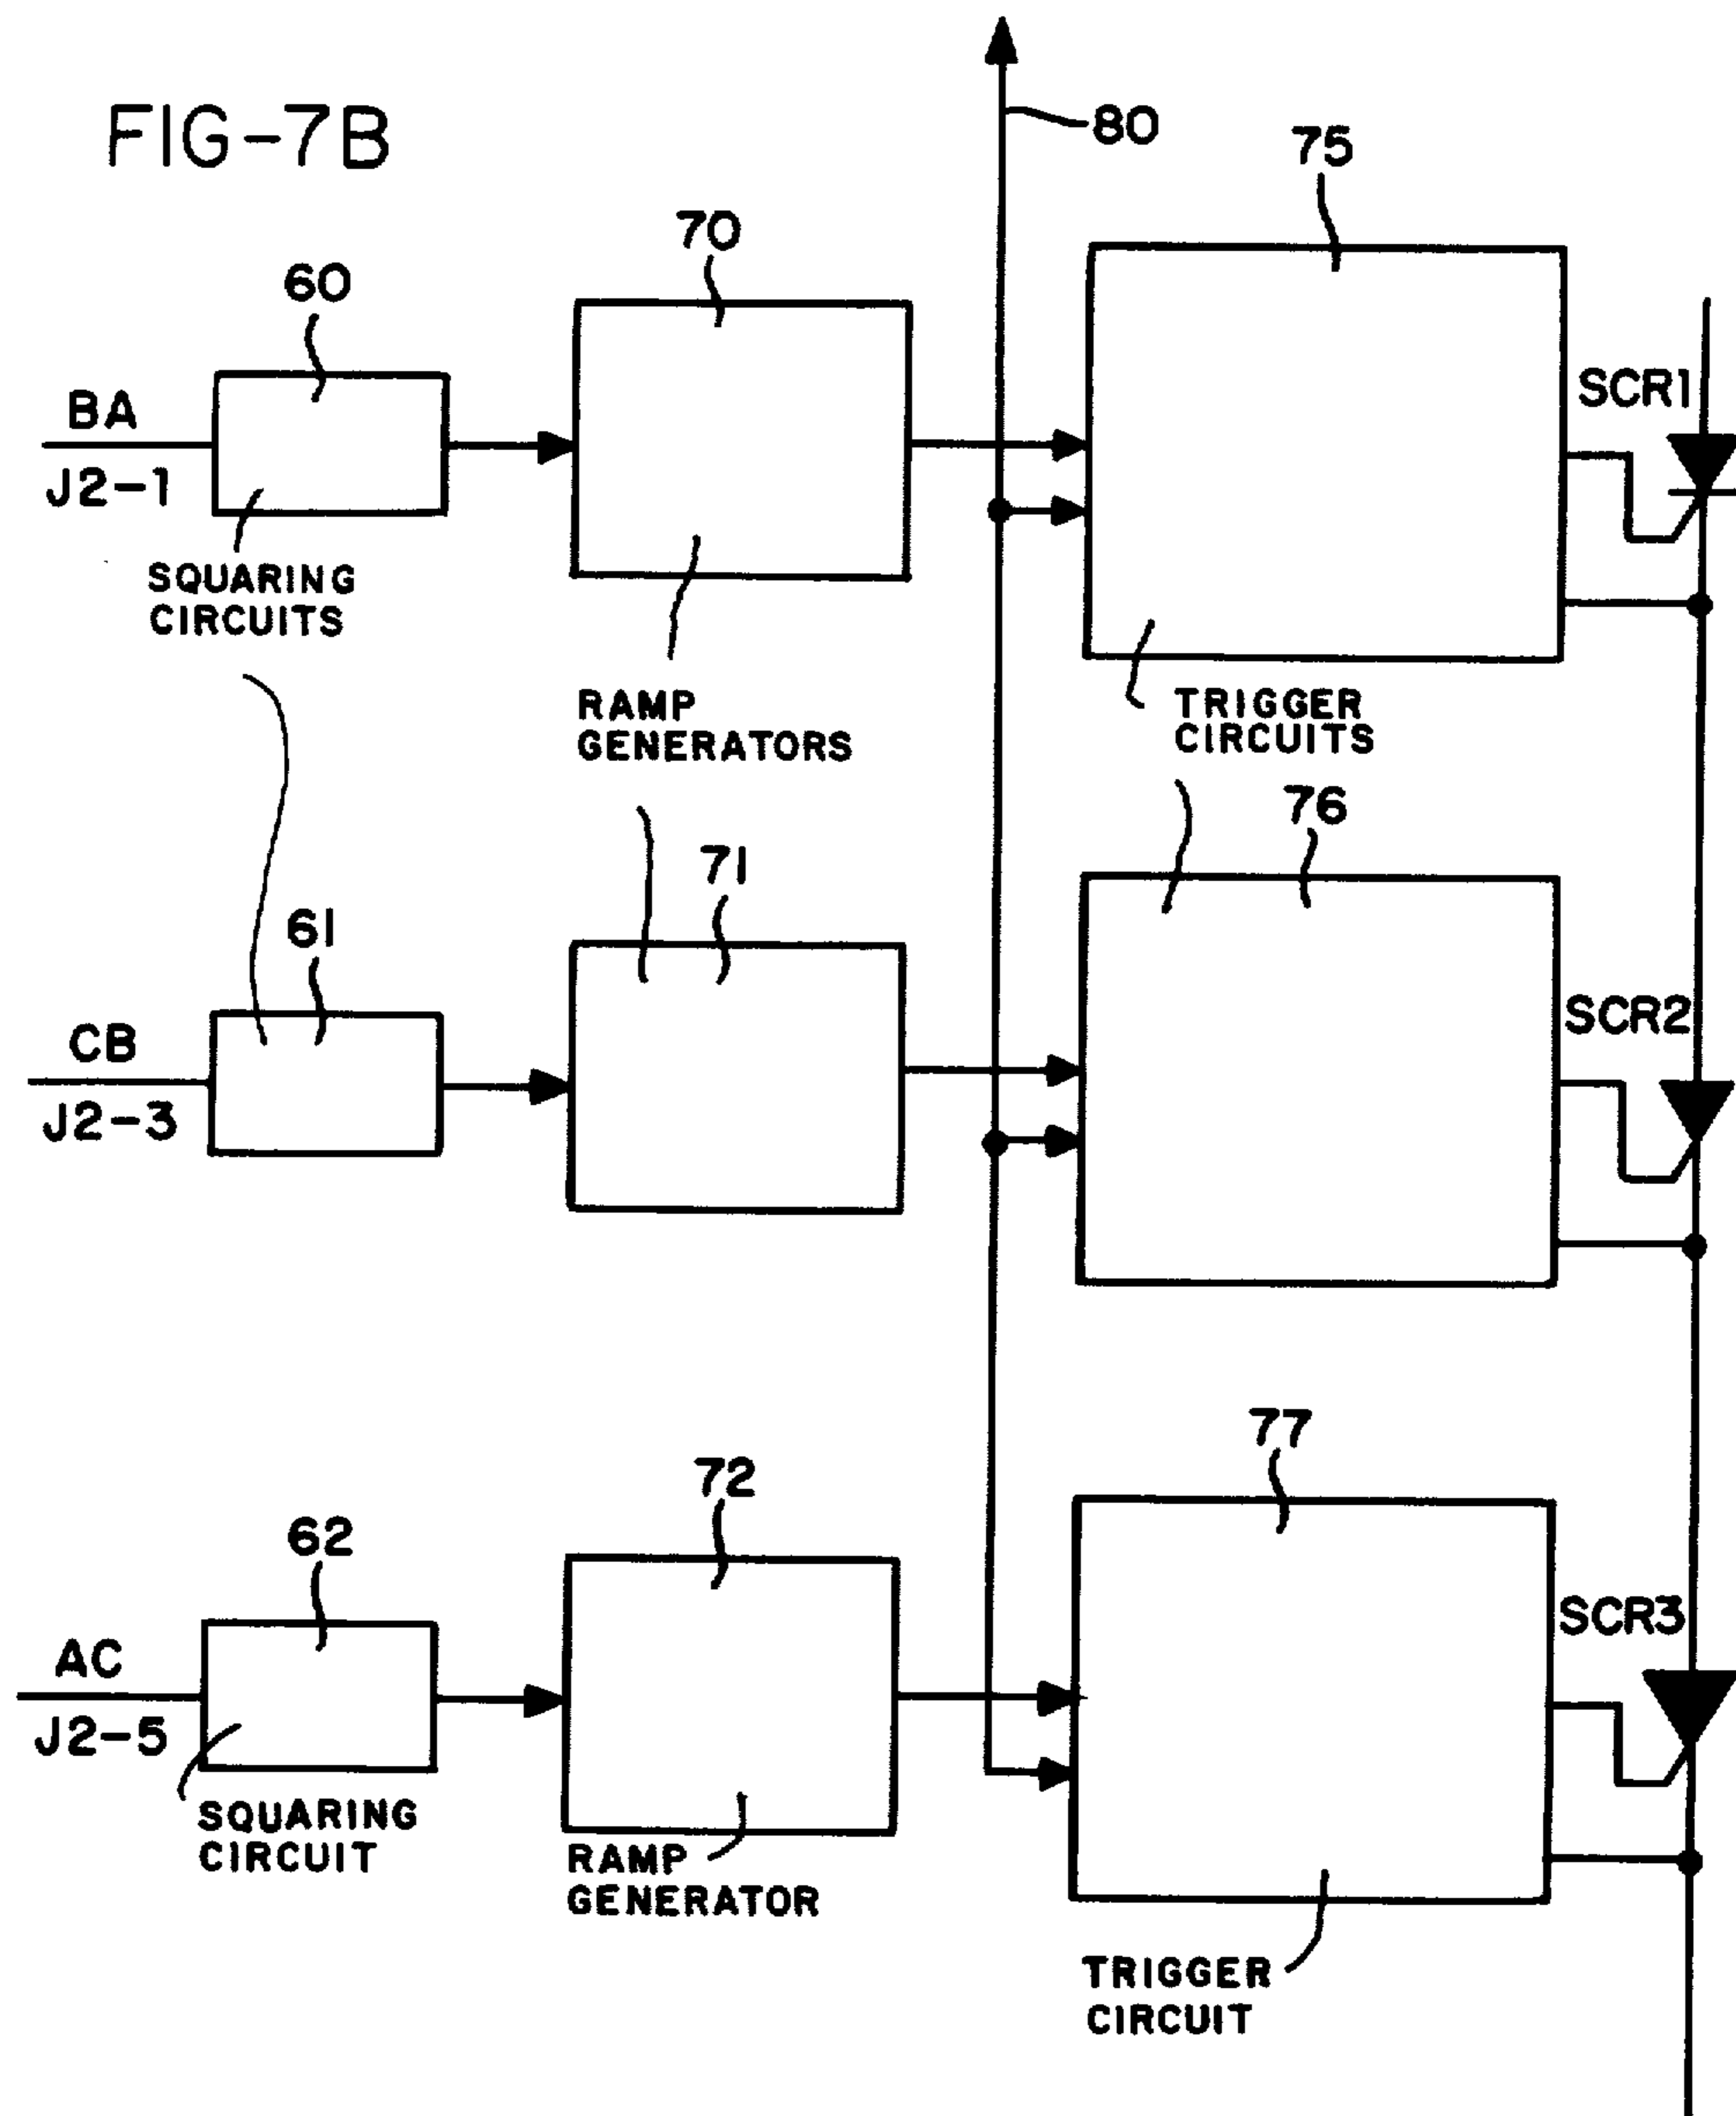 FIG-7B
80
75
70
60
SCR1
BA
J2-1
SQUARING
CIRCUITS
RAMP
GENERATORS
TRIGGER
CIRCUITS
76
71
61
SCR2
CB
J2-3
77
72
62
SCR3
AC
J2-5
SQUARING
CIRCUIT
RAMP
GENERATOR
TRIGGER
CIRCUIT